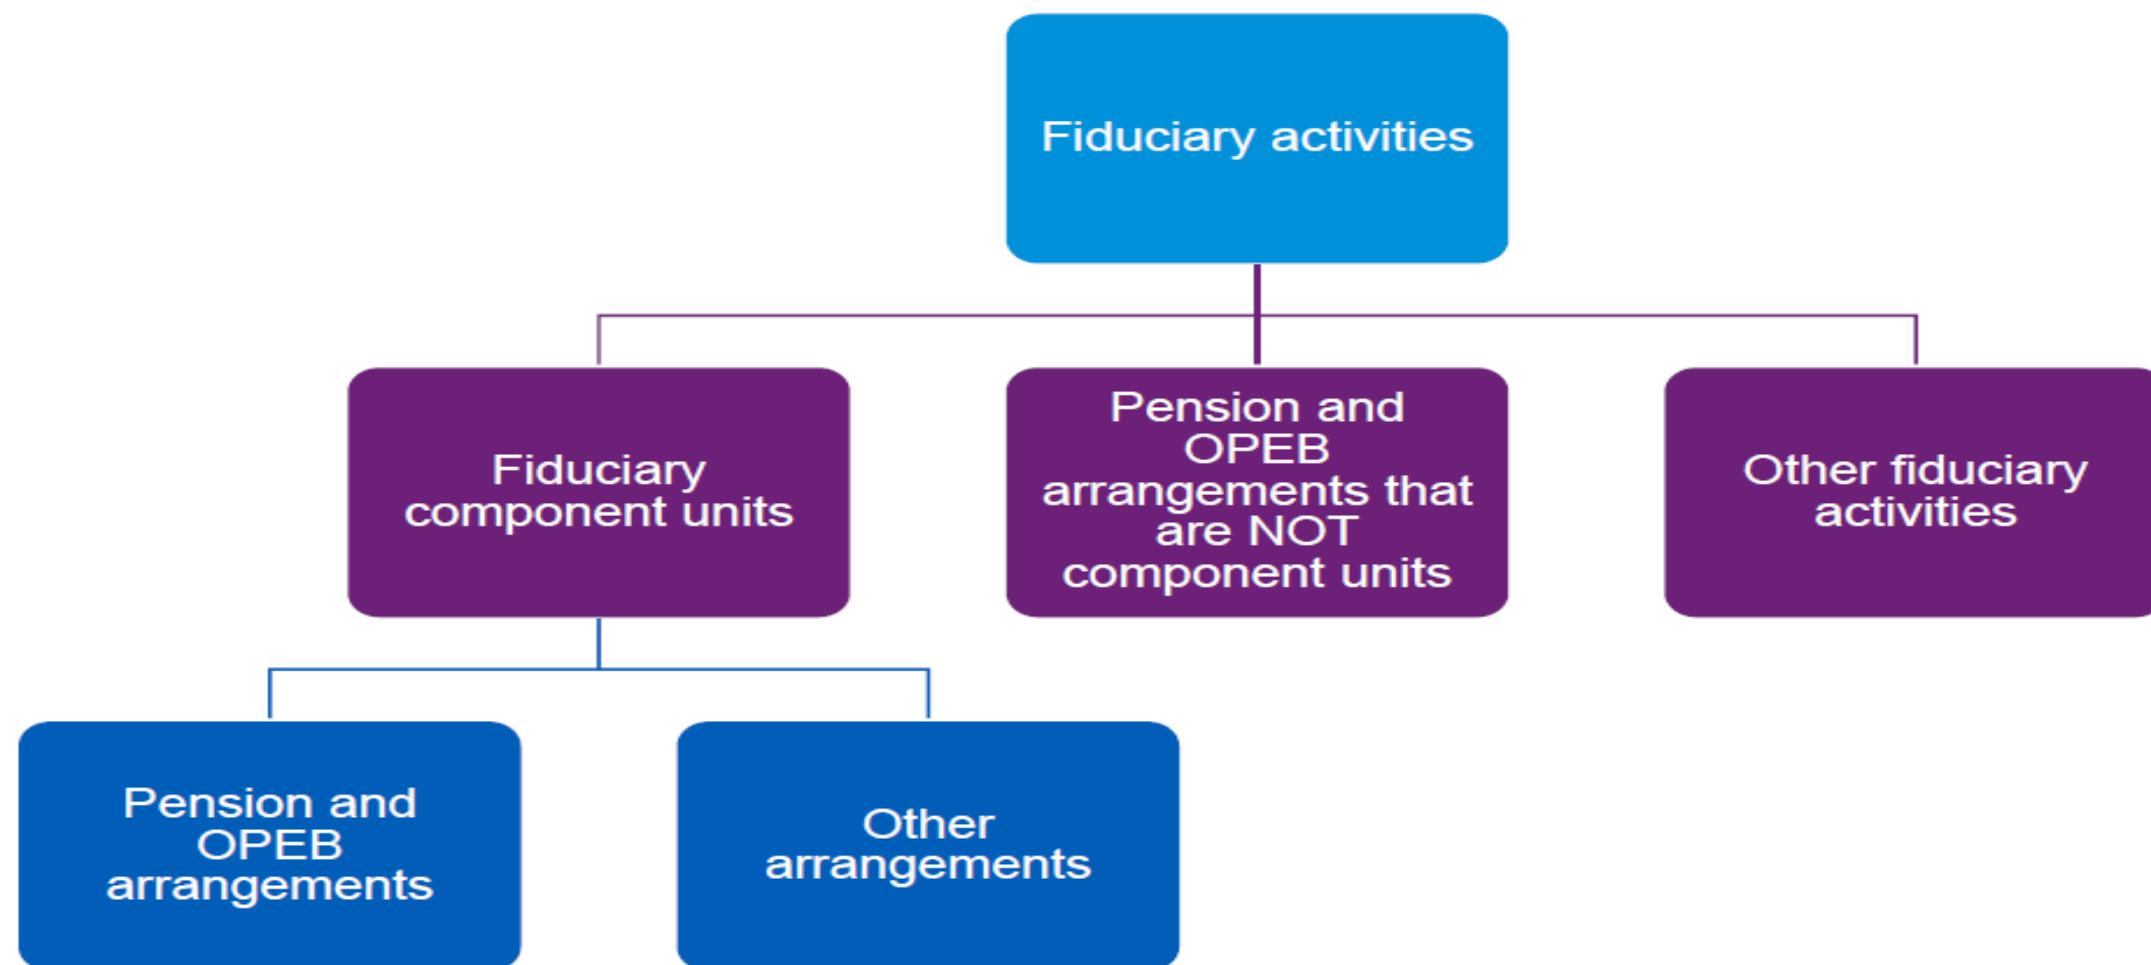 Fiduciary activities
Fiduciary
component units
Pension and
OPEB
arrangements that
are NOT
component units
Other fiduciary
activities
Pension and
OPEB
arrangements
Other
arrangements